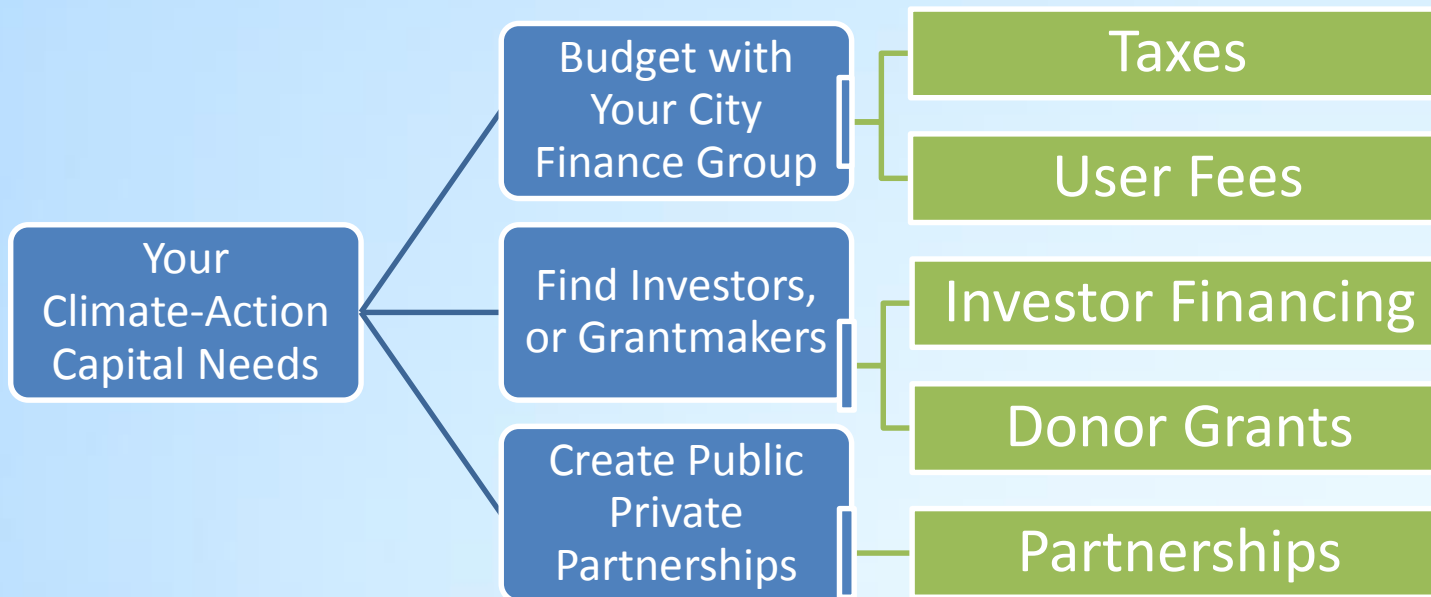 Your
Climate-Action
Capital Needs
Budget with
Your City
Finance Group
Taxes
User Fees
Find Investors,
or Grantmakers
Investor Financing
Donor Grants
Create Public
Private
Partnerships
Partnerships